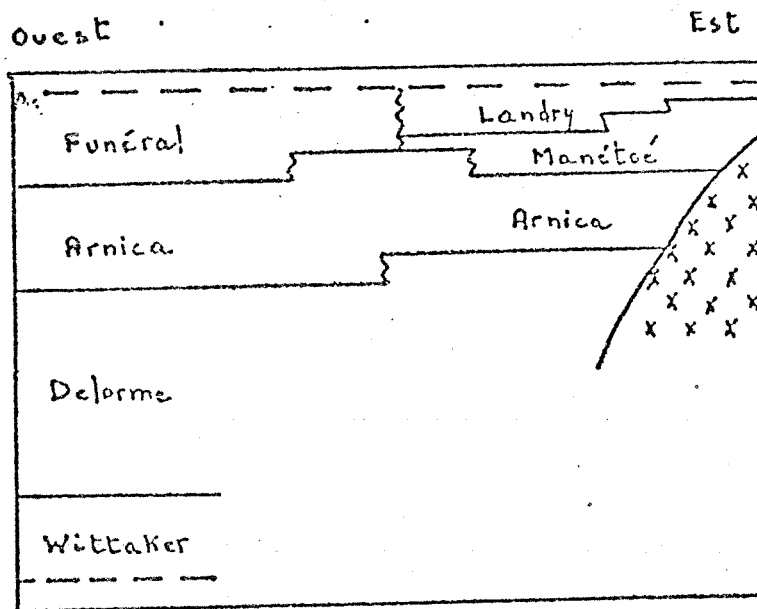 Ouest
Est
Landry
Funéral
Manétoé
Arnica
Arnica
Delorme
Wittaker